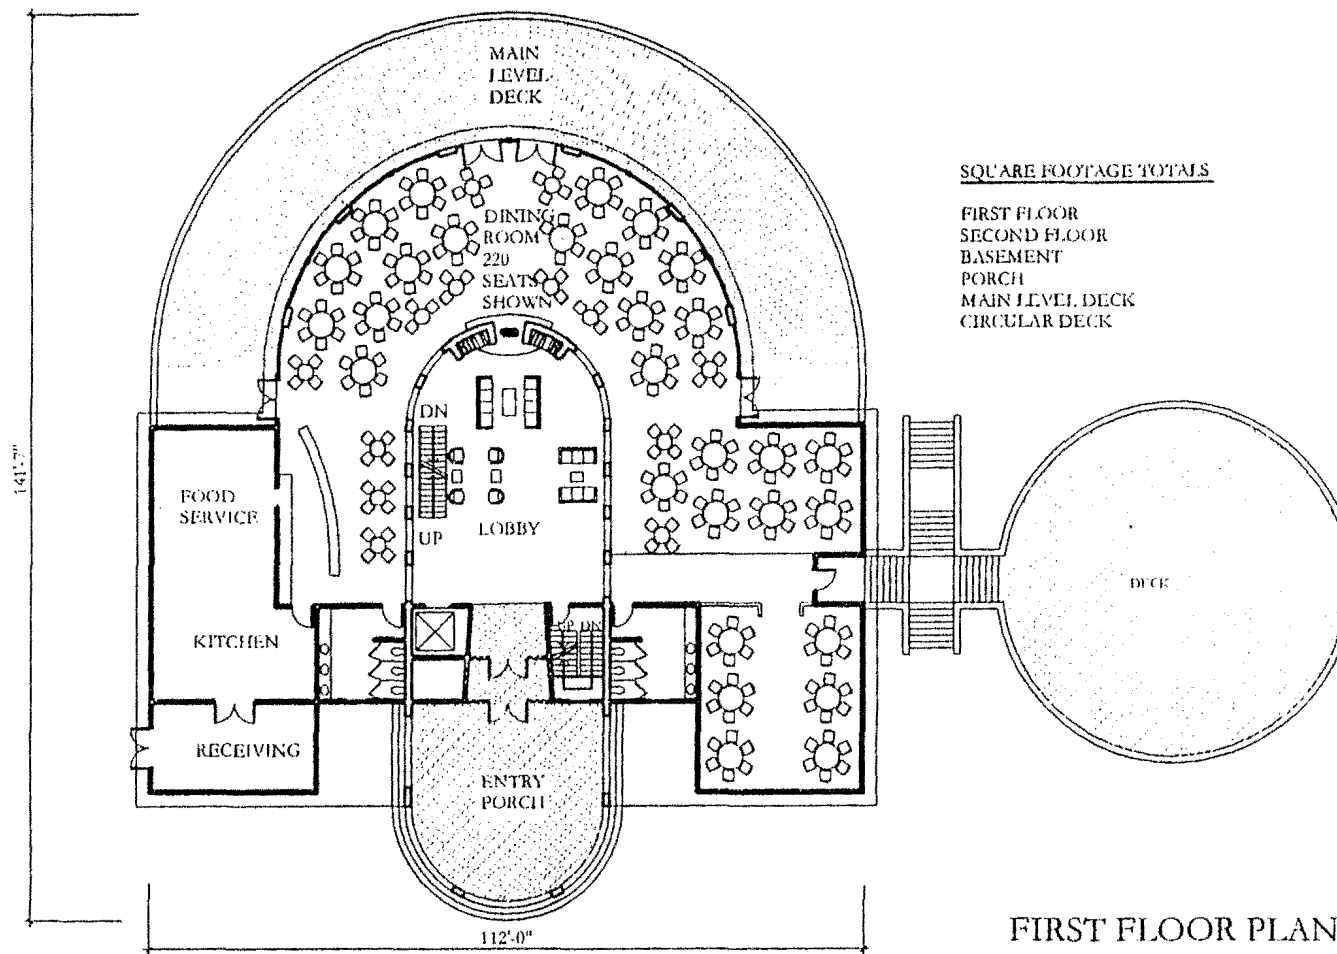 MAIN
LEVEL
DECK
SQUARE FOOTAGE TOTALS
FIRST FLOOR
SECOND FLOOR
BASEMENT
PORCH
MAIN LEVEL DECK
CIRCULAR DECK
DINING
ROOM
220
SEATS
SHOWN
DN
UP
LOBBY
FOOD
SERVICE
141'-7"
DECK
UP DN
KITCHEN
RECEIVING
ENTRY
PORCH
112'-0"
FIRST FLOOR PLAN